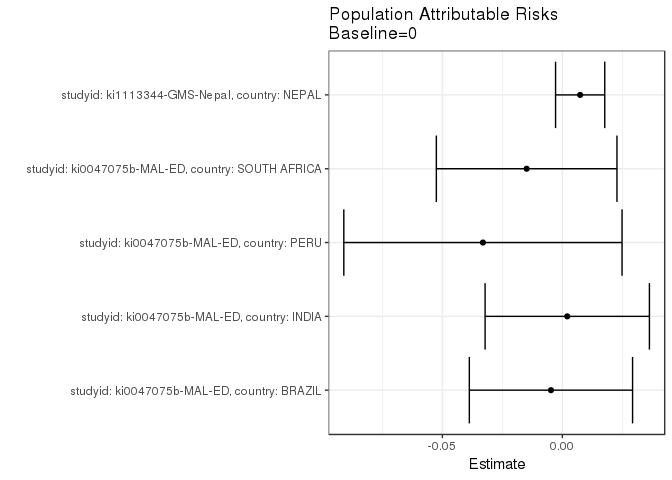 Population Attributable Risks
Baseline=0
studyid: ki1113344-GMS-Nepal, country: NEPAL
studyid: ki0047075b-MAL-ED, country: SOUTH AFRICA
studyid: ki0047075b-MAL-ED, country: PERU
studyid: ki0047075b-MAL-ED, country: INDIA
studyid: ki0047075b-MAL-ED, country: BRAZIL
-0.05 0.00
Estimate